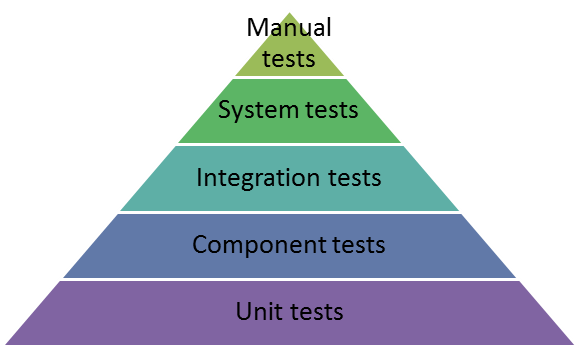 Manual
tests
System tests
Integration tests
Component tests
Unit tests